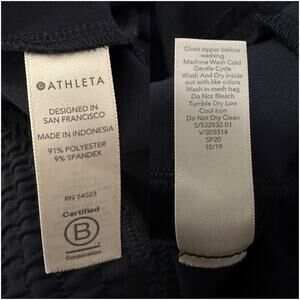 ATHLETA
DESIGNED IN
SAN FRANCISCO
MADE IN INDONESIA
91% POLYESTER
9% SPANDEX
RN 54023
Certified
B
Corporation
Close zipper before
washing
Machine Wash Cold
Gentle Cycle
Wash And Dry Inside
out with like colors
Wash in mesh bag
Do Not Bleach
Tumble Dry Low
Cool Iron
Do Not Dry Clean
S/532832-01
V/305514
SP20
10/19